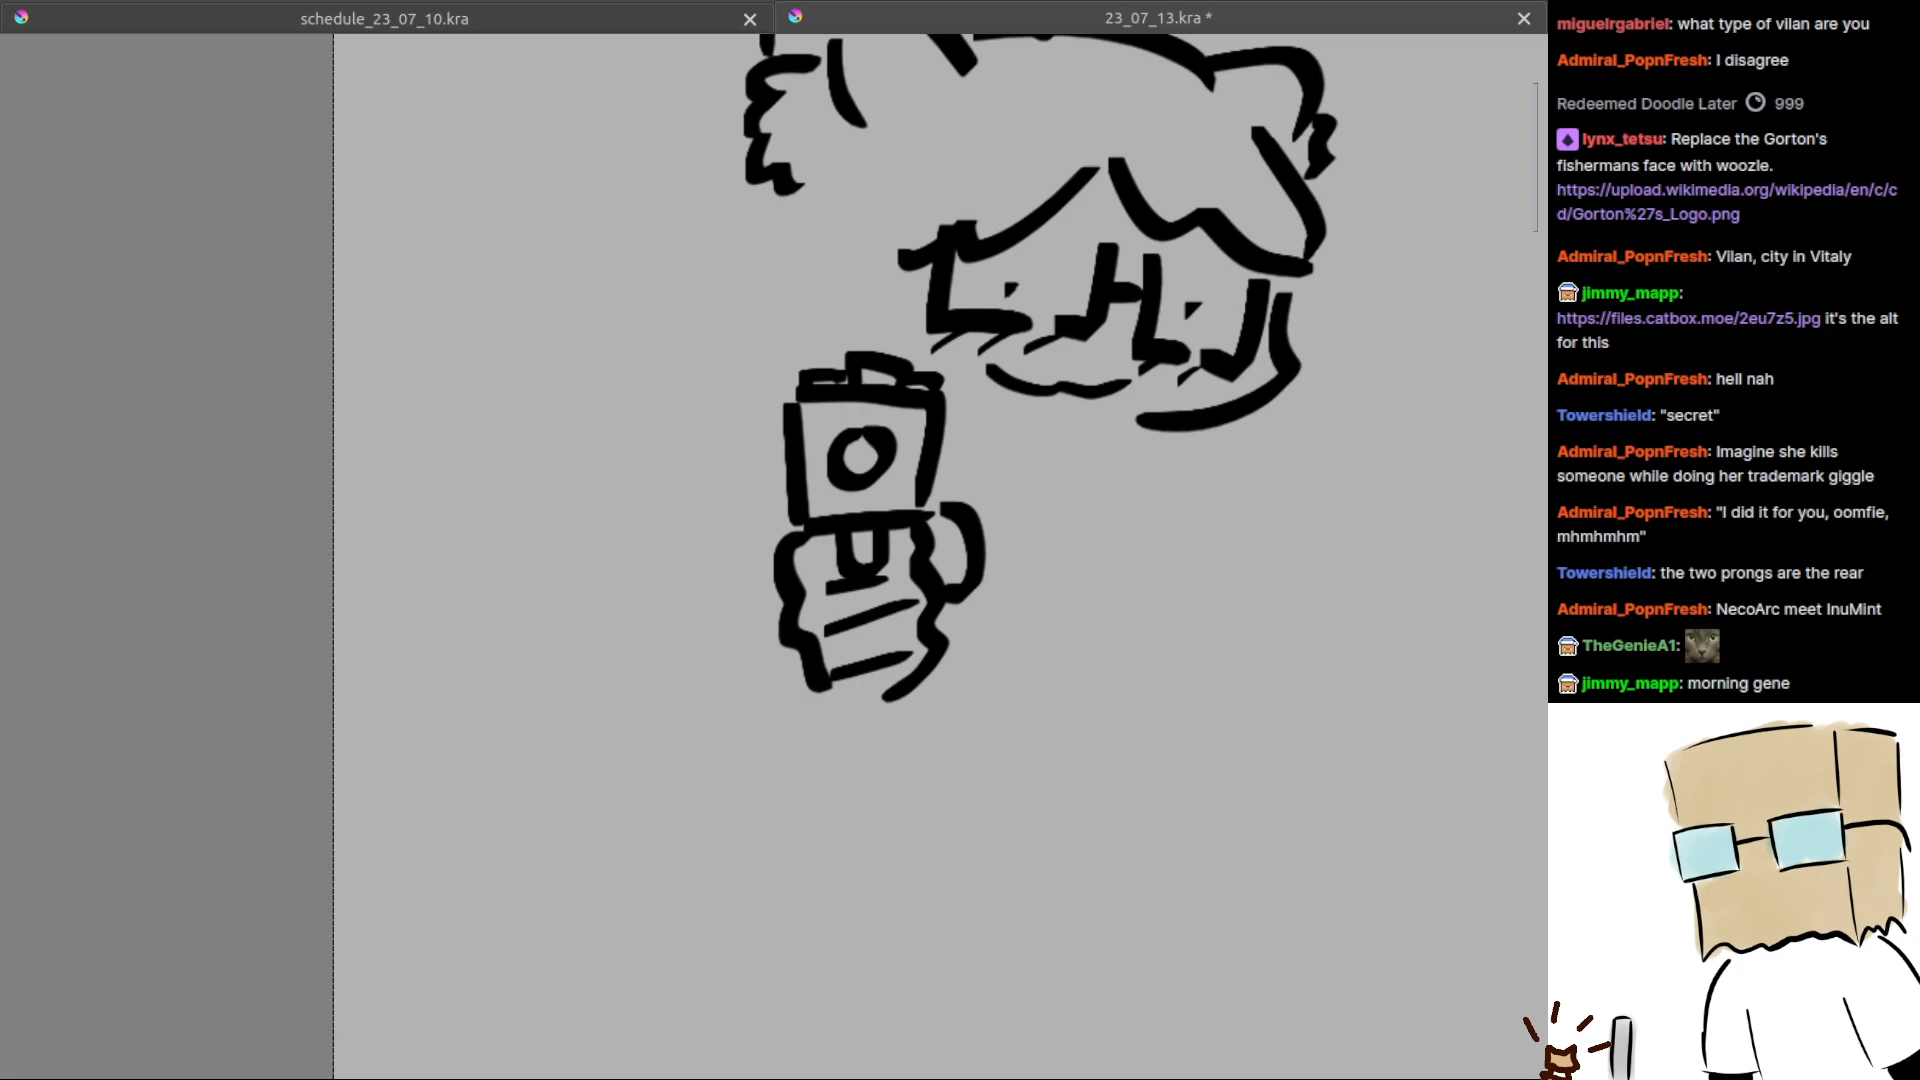 schedule_23_07_10.kra
23_07_13.kra *
miguelrgabriel: what type of vilan are you
Admiral_PopnFresh: I disagree
Redeemed Doodle Later 999
lynx_tetsu: Replace the Gorton's
fishermans face with woozle.
https://upload.wikimedia.org/wikipedia/en/c/c
d/Gorton%27s_Logo.png
Admiral_PopnFresh: Vilan, city in Vitaly
jimmy_mapp:
https://files.catbox.moe/2eu7z5.jpg it's the alt
for this
Admiral_PopnFresh: hell nah
Towershield: "secret"
Admiral_PopnFresh: Imagine she kills
someone while doing her trademark giggle
Admiral_PopnFresh: "I did it for you, oomfie,
mhmhmhm"
Towershield: the two prongs are the rear
Admiral_PopnFresh: NecoArc meet InuMint
TheGenieA1:
jimmy_mapp: morning gene